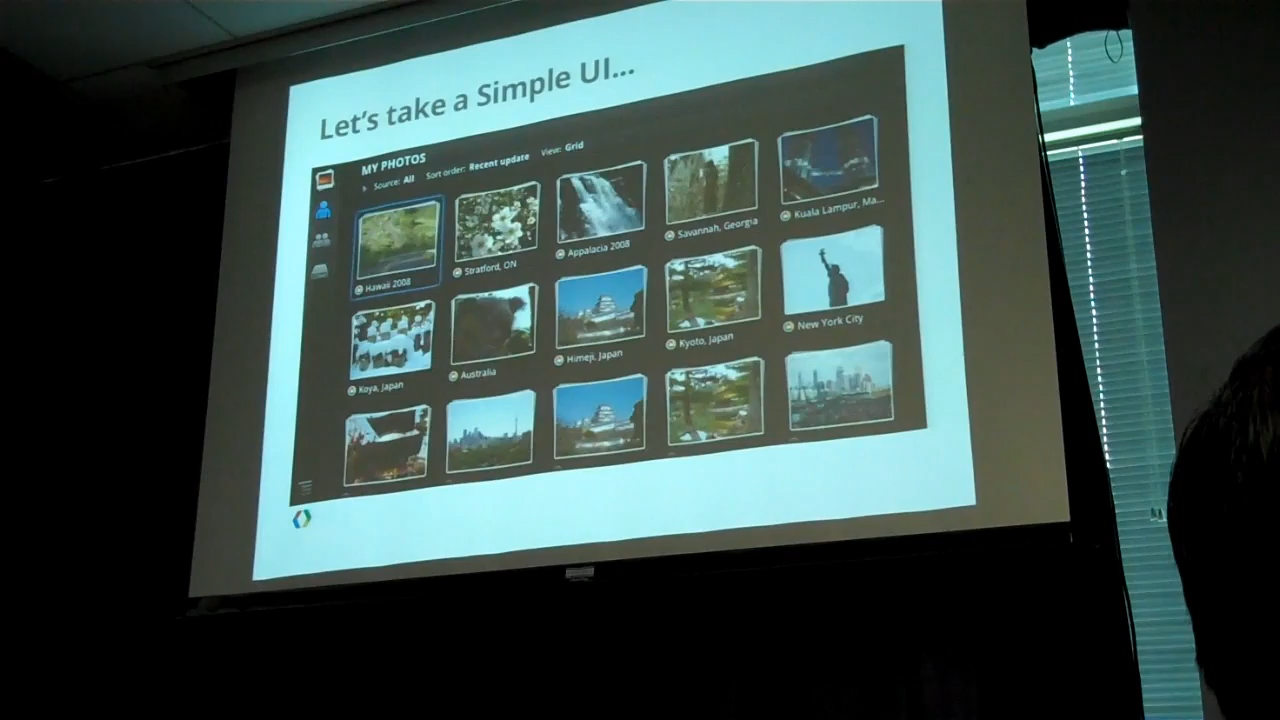 Let's take a Simple UI...
MY PHOTOS
Source: All Sort order: Recent update View: Grid
Hawaii 2008
Stratford, ON
Appalacia 2008
Savannah, Georgia
Kuala Lampur, Ma...
Koya, Japan
Australia
Himeji, Japan
Kyoto, Japan
New York City